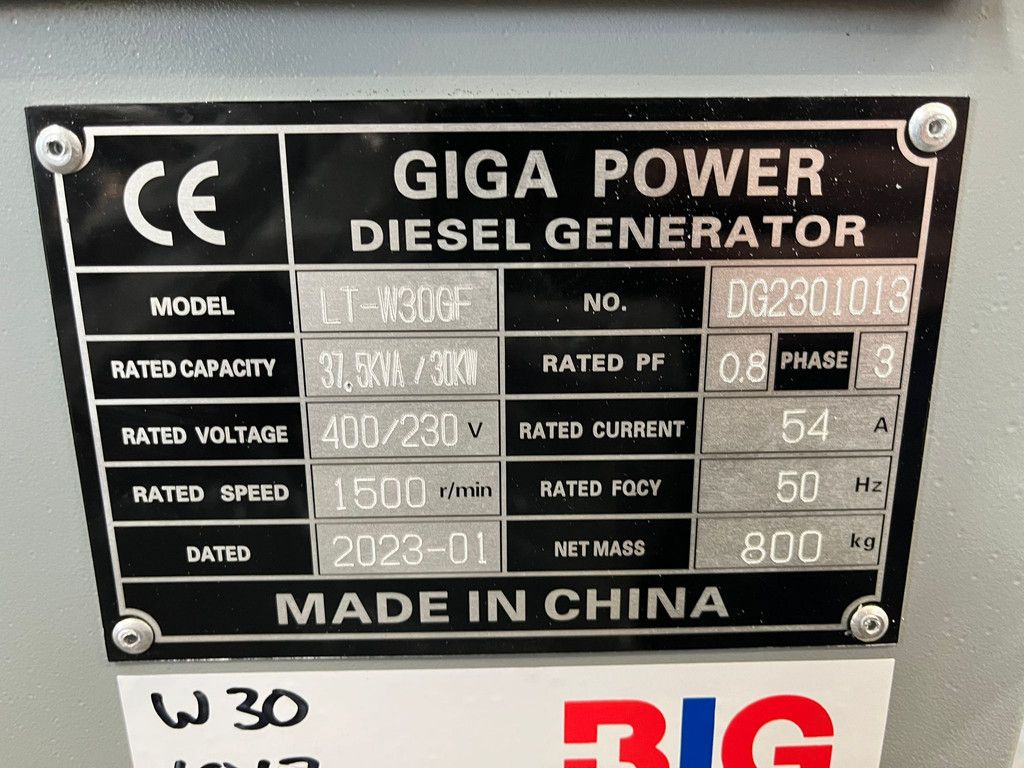 CE
GIGA POWER
DIESEL GENERATOR
MODEL LT-W30GF NO. DG2301013
RATED CAPACITY 37.5KVA/30KW RATED PF 0.8 PHASE 3
RATED VOLTAGE 400/230 V RATED CURRENT 54 A
RATED SPEED 1500 r/min RATED FQCY 50 Hz
DATED 2023-01 NET MASS 800 kg
MADE IN CHINA
W30
BIG